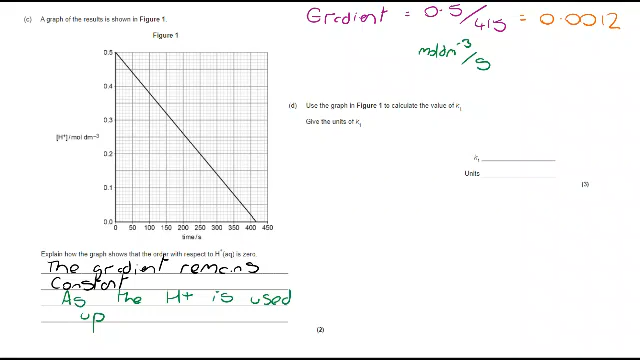 (c) A graph of the results is shown in Figure 1.
Figure 1
0.5
0.4
0.3
[H⁺]/mol dm⁻³
0.2
0.1
0.0
0 50 100 150 200 250 300 350 400 450
time/s
Explain how the graph shows that the order with respect to H⁺(aq) is zero.
The gradient remains
Constant
As the H+ is used
up
(2)
Gradient = 0.5/415 = 0.0012
moldm⁻³/s
(d) Use the graph in Figure 1 to calculate the value of k₁
Give the units of k₁
k₁
Units
(3)